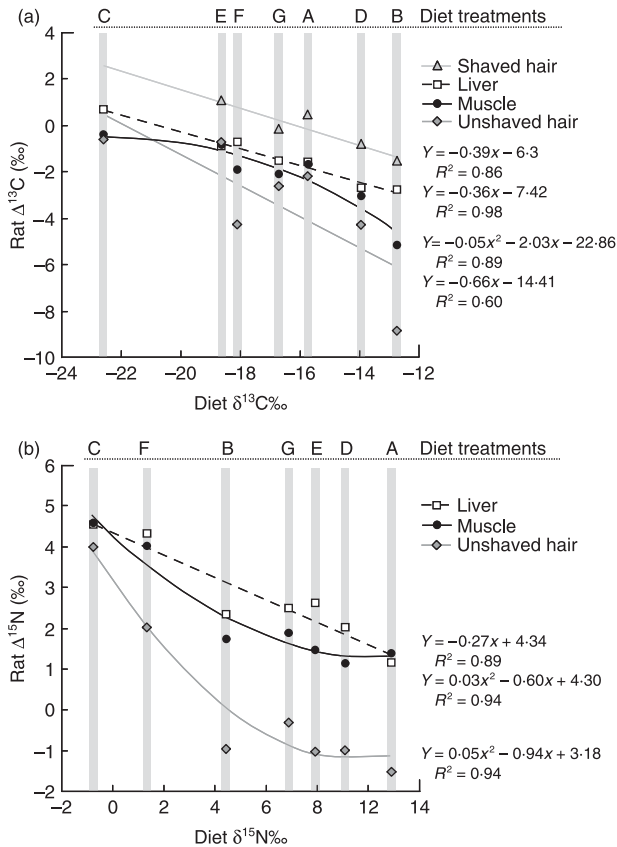 (a) C E F G A D B Diet treatments
4
2
0
−2
−4
−6
−8
−10
Rat Δ¹³C (‰)
Shaved hair
Liver
Muscle
Unshaved hair
Y = −0·39x − 6·3
R² = 0·86
Y = −0·36x − 7·42
R² = 0·98
Y = −0·05x² − 2·03x − 22·86
R² = 0·89
Y = −0·66x − 14·41
R² = 0·60
−24 −22 −20 −18 −16 −14 −12
Diet δ¹³C‰
(b) C F B G E D A Diet treatments
6
5
4
3
2
1
0
−1
−2
Rat Δ¹⁵N (‰)
Liver
Muscle
Unshaved hair
Y = −0·27x + 4·34
R² = 0·89
Y = 0·03x² − 0·60x + 4·30
R² = 0·94
Y = 0·05x² − 0·94x + 3·18
R² = 0·94
−2 0 2 4 6 8 10 12 14
Diet δ¹⁵N‰